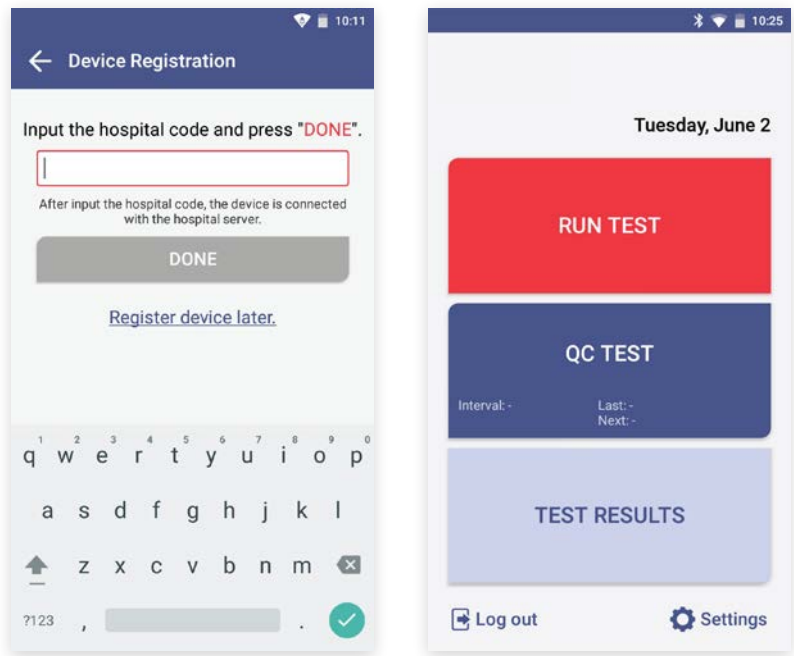 10:11
Device Registration
Input the hospital code and press "DONE".
After input the hospital code, the device is connected
with the hospital server.
DONE
Register device later.
1 2 3 4 5 6 7 8 9 0
q w e r t y u i o p
a s d f g h j k l
z x c v b n m
?123 , .
10:25
Tuesday, June 2
RUN TEST
QC TEST
Interval: - Last: -
Next: -
TEST RESULTS
Log out Settings